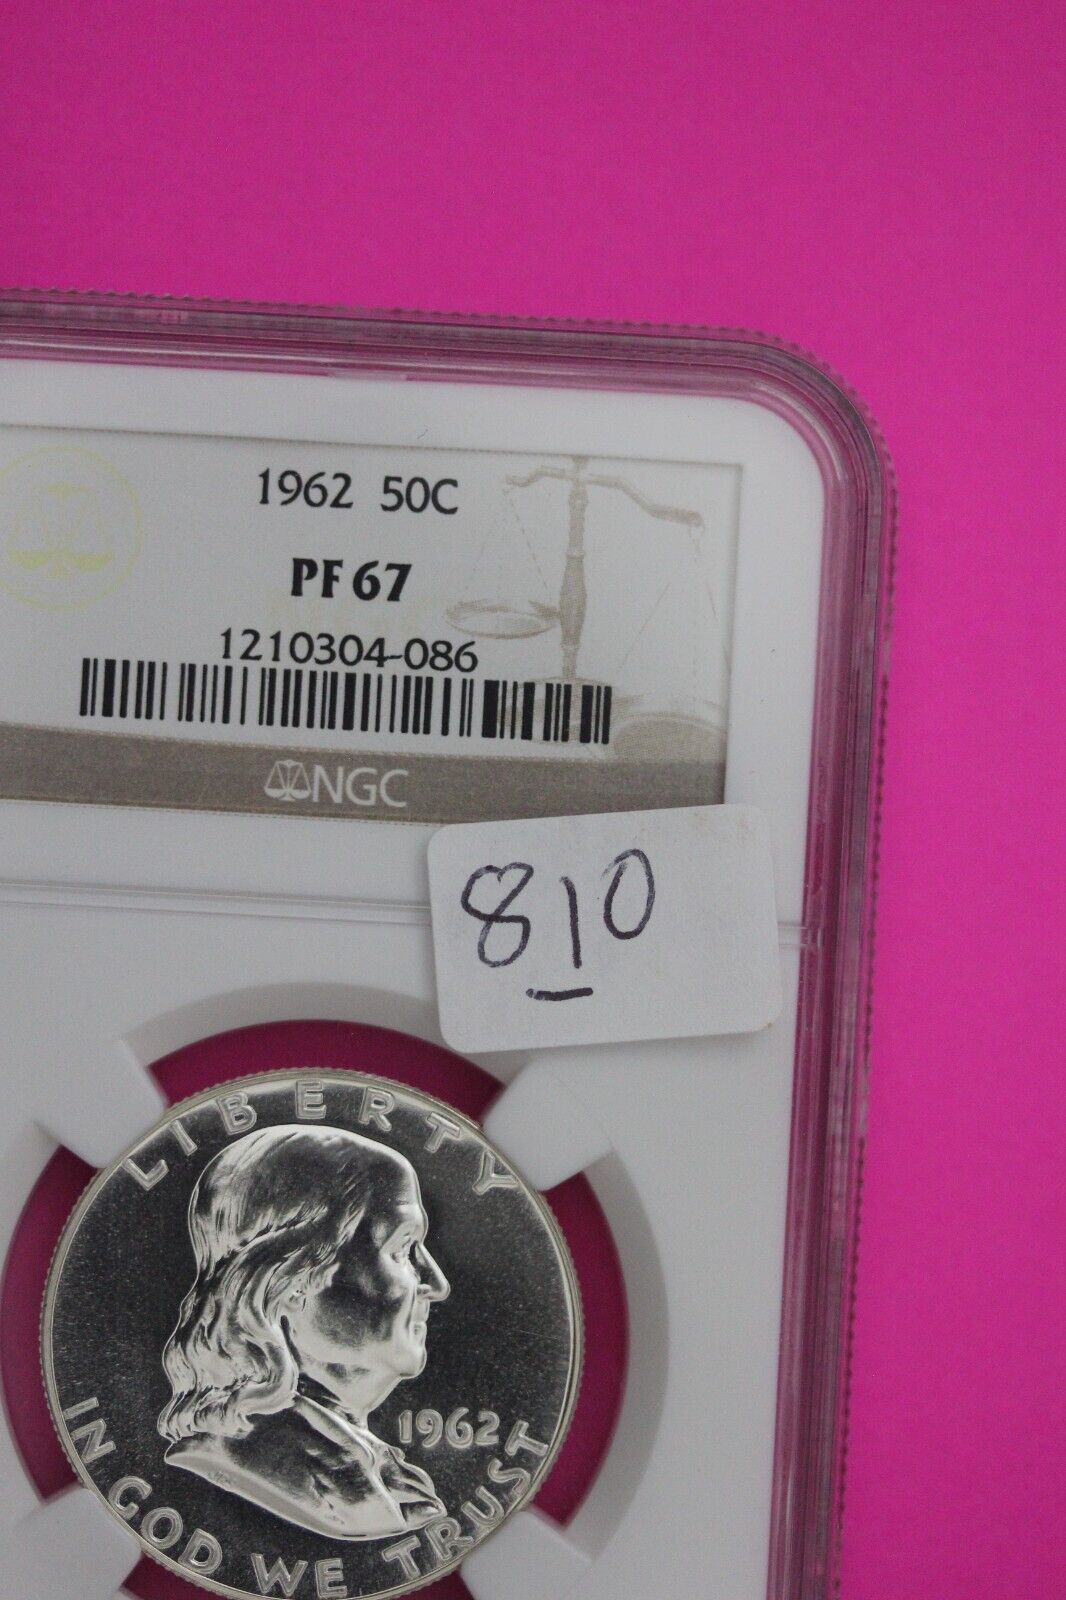 1962 50C
PF 67
1210304-086
NGC
810
LIBERTY
1962
IN GOD WE TRUST